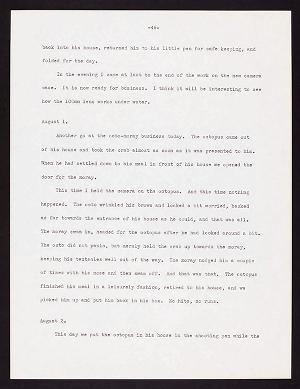 -46-
back into his house, returned him to his little pen for safe keeping, and
folded for the day.
In the evening I came at last to the end of the work on the new camera
case. It is now ready for business. I think it will be interesting to see
how the 105mm lens works under water.
August 1.
Another go at the octo-moray business today. The octopus came out
of his house and took the crab almost as soon as it was presented to him.
When he had settled down to his meal in front of his house we opened the
door for the moray.
This time I held the camera on the octopus. And this time nothing
happened. The octo wrinkled his brows and looked a bit worried, backed
as far towards the entrance of his house as he could, and that was all.
The moray swam in, headed for the octopus after he had looked around a bit.
The octo did not panic, but merely held the crab up towards the moray,
keeping his tentacles well out of the way. The moray nudged him a couple
of times with his nose and then swam off. And that was that. The octopus
finished his meal in a leisurely fashion, retired to his house, and we
picked him up and put him back in his box. No hits, no runs.
August 2.
This day we put the octopus in his house in the shooting pen while the